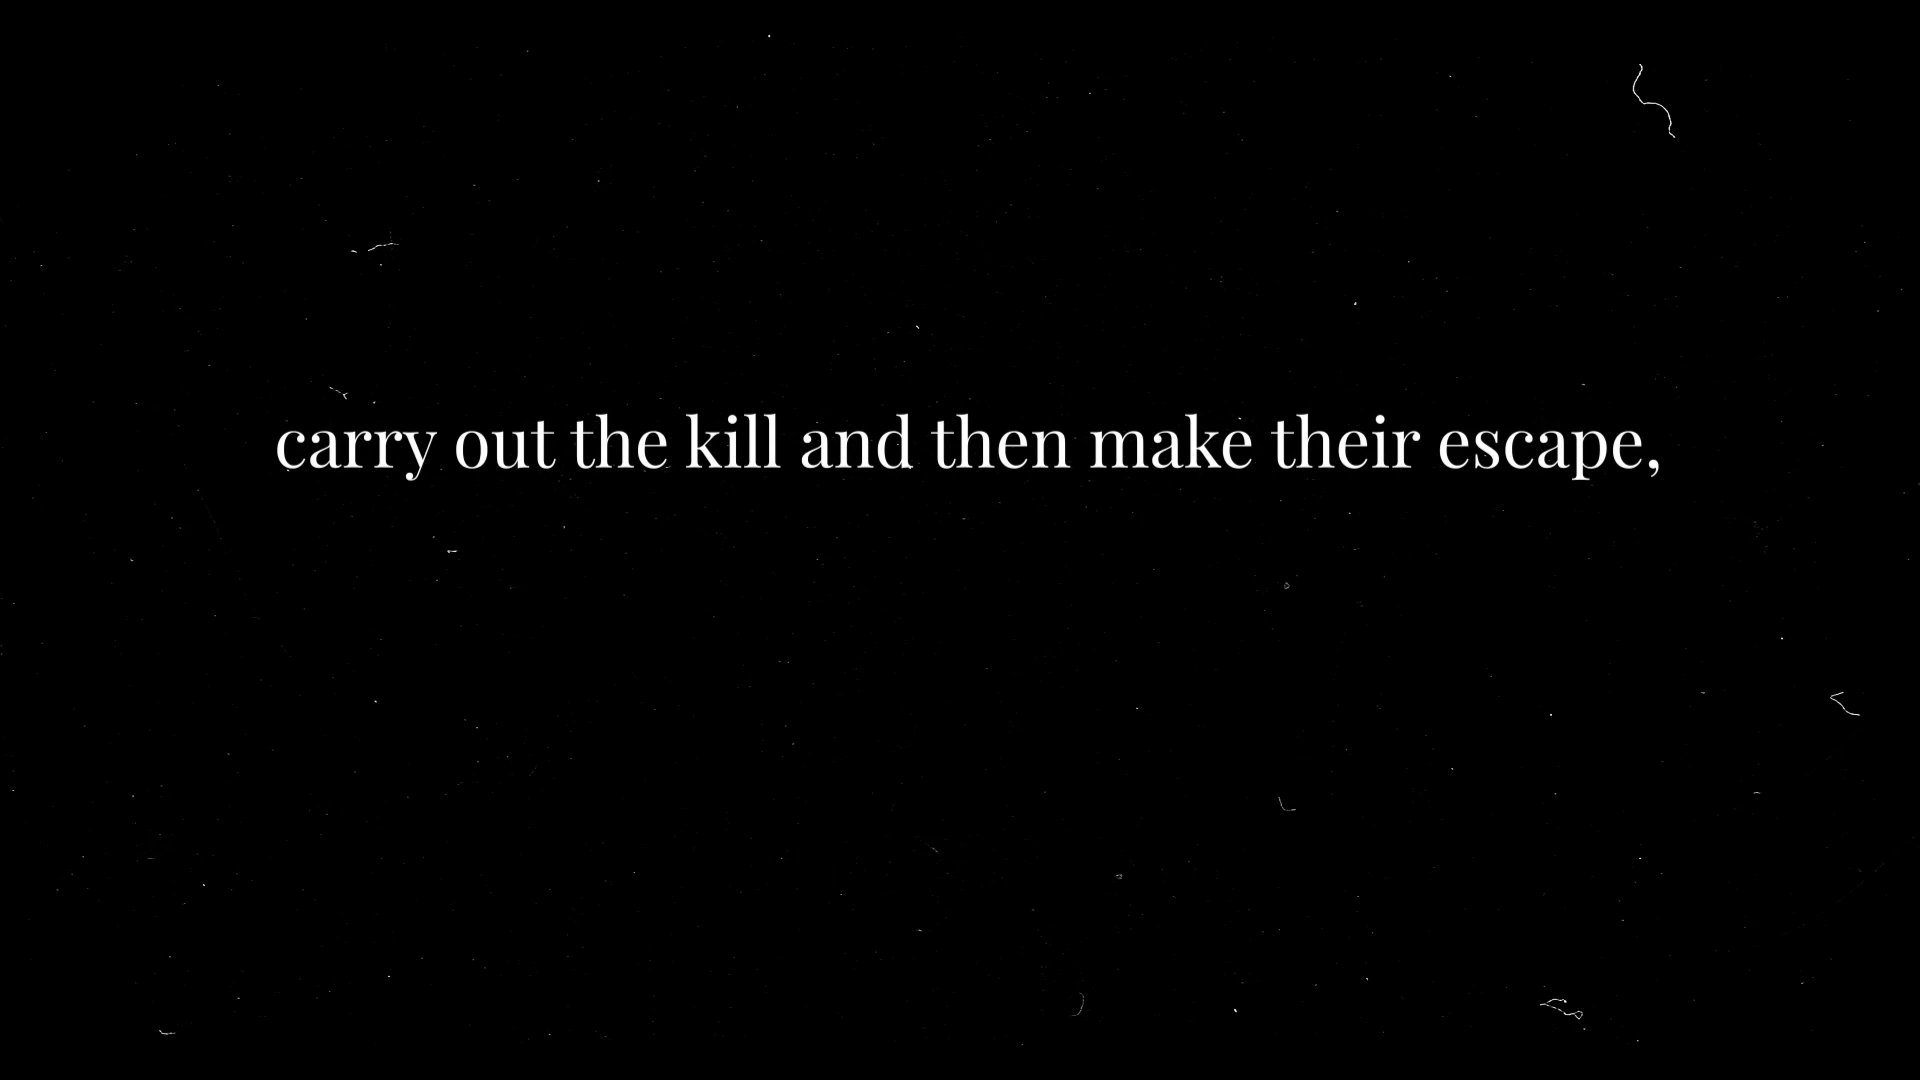 carry out the kill and then make their escape,